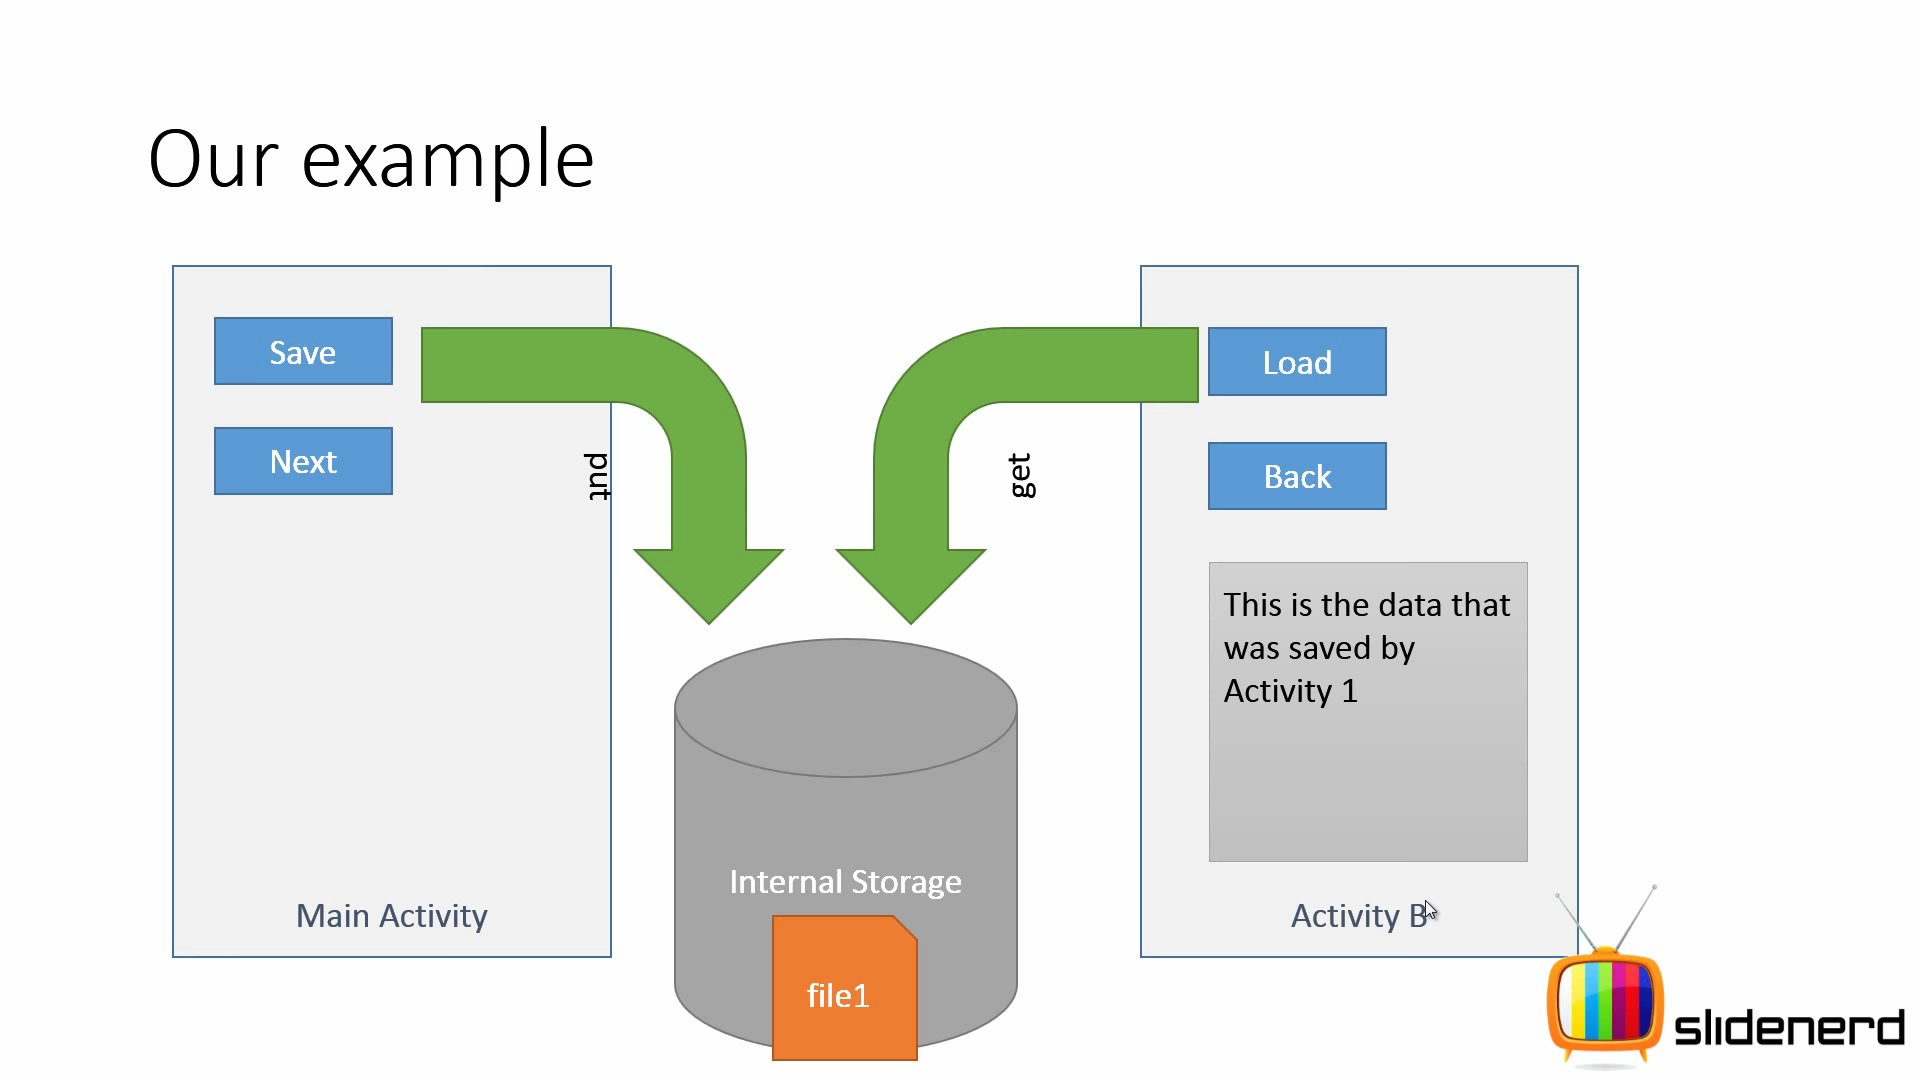 Our example
Save
Next
put
Main Activity
get
Internal Storage
file1
Load
Back
This is the data that
was saved by
Activity 1
Activity B
slidenerd